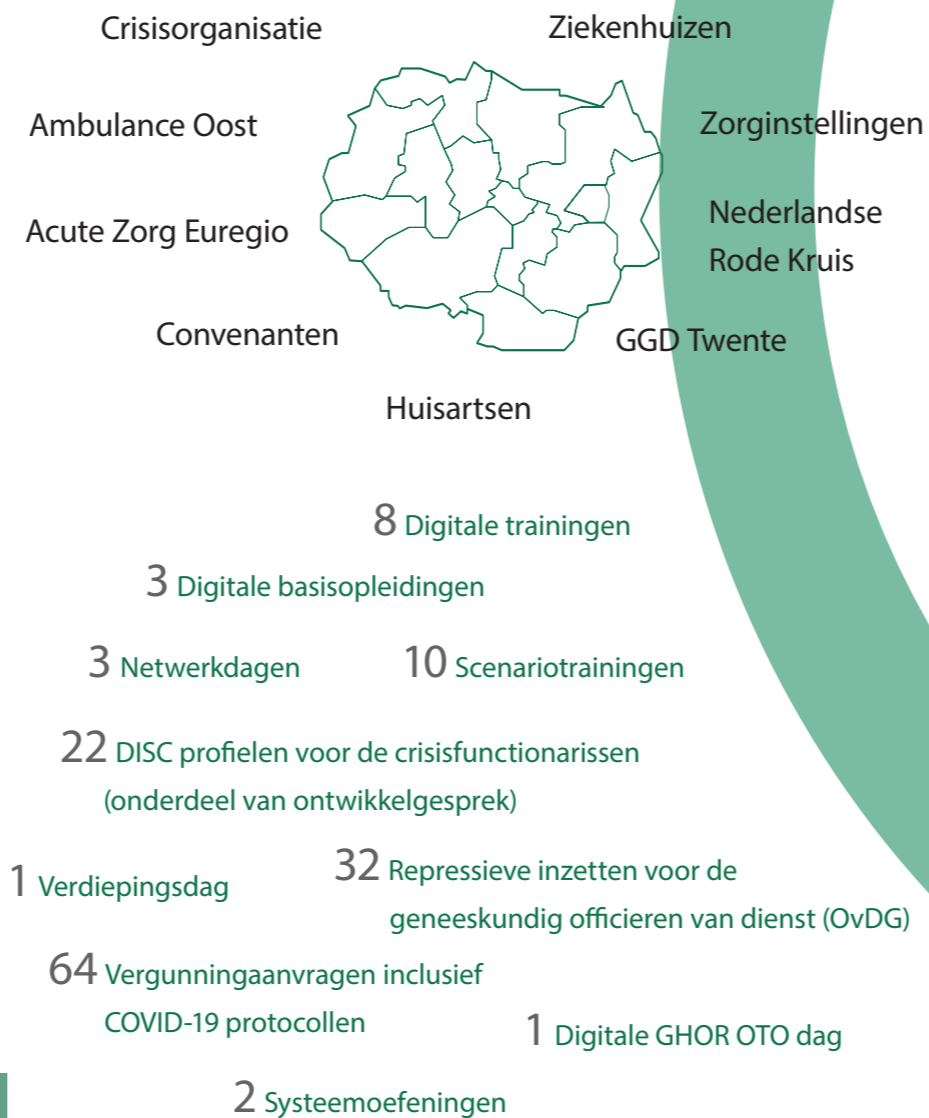 Crisisorganisatie
Ziekenhuizen
Ambulance Oost
Zorginstellingen
Acute Zorg Euregio
Nederlandse
Rode Kruis
Convenanten
GGD Twente
Huisartsen
8 Digitale trainingen
3 Digitale basisopleidingen
3 Netwerkdagen
10 Scenariotrainingen
22 DISC profielen voor de crisisfunctionarissen
(onderdeel van ontwikkelgesprek)
1 Verdiepingsdag
32 Repressieve inzetten voor de
geneeskundig officieren van dienst (OvDG)
64 Vergunningaanvragen inclusief
COVID-19 protocollen
1 Digitale GHOR OTO dag
2 Systeemoefeningen